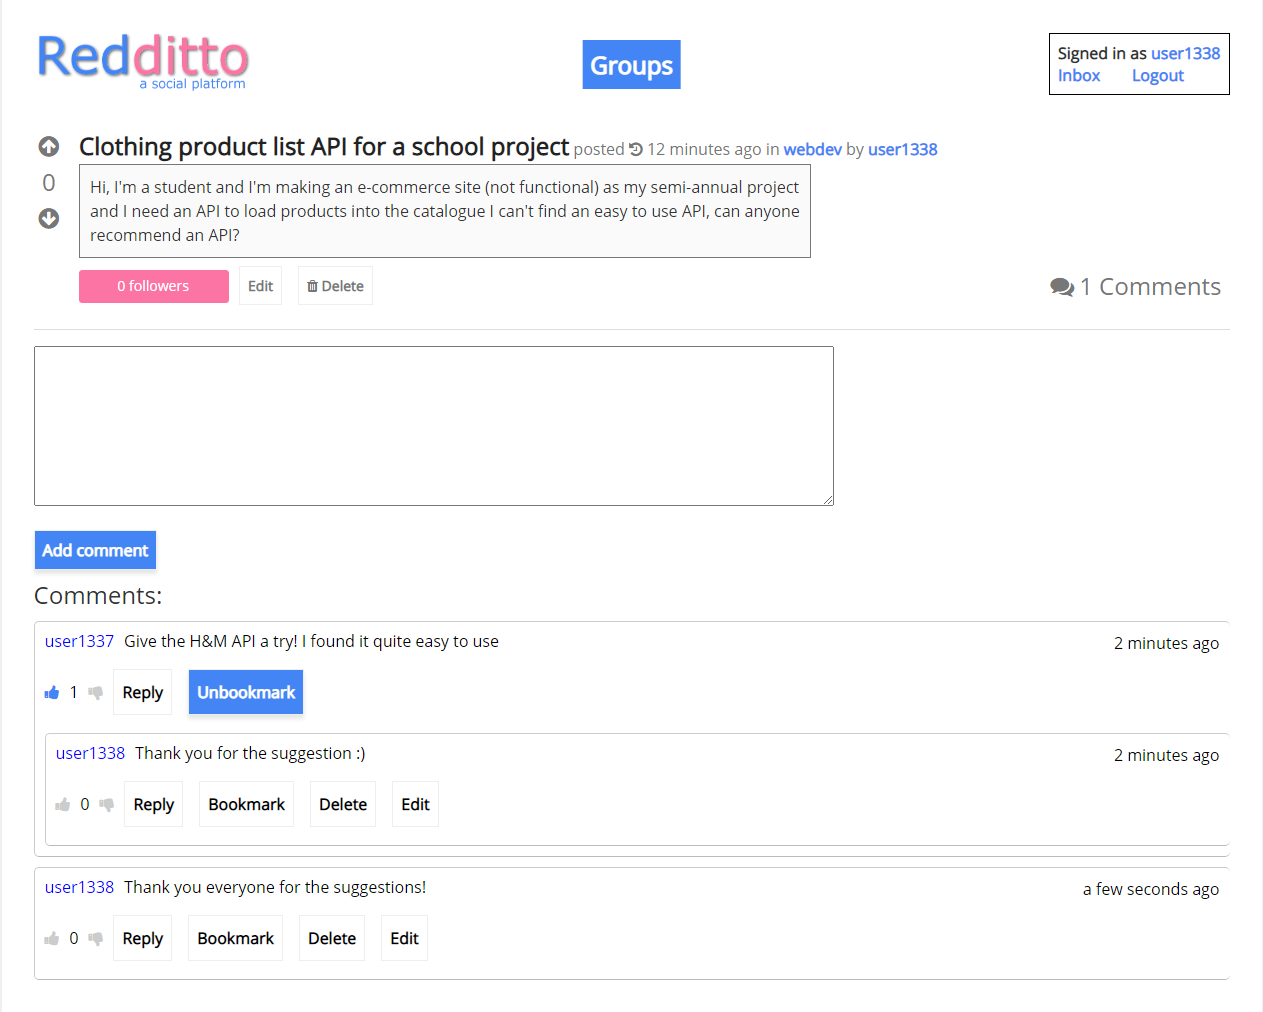 Redditto
a social platform
Groups
Signed in as user1338
Inbox Logout
Clothing product list API for a school project posted 12 minutes ago in webdev by user1338
0
Hi, I'm a student and I'm making an e-commerce site (not functional) as my semi-annual project
and I need an API to load products into the catalogue I can't find an easy to use API, can anyone
recommend an API?
0 followers Edit Delete 1 Comments
Add comment
Comments:
user1337 Give the H&M API a try! I found it quite easy to use 2 minutes ago
1 Reply Unbookmark
user1338 Thank you for the suggestion :) 2 minutes ago
0 Reply Bookmark Delete Edit
user1338 Thank you everyone for the suggestions! a few seconds ago
0 Reply Bookmark Delete Edit